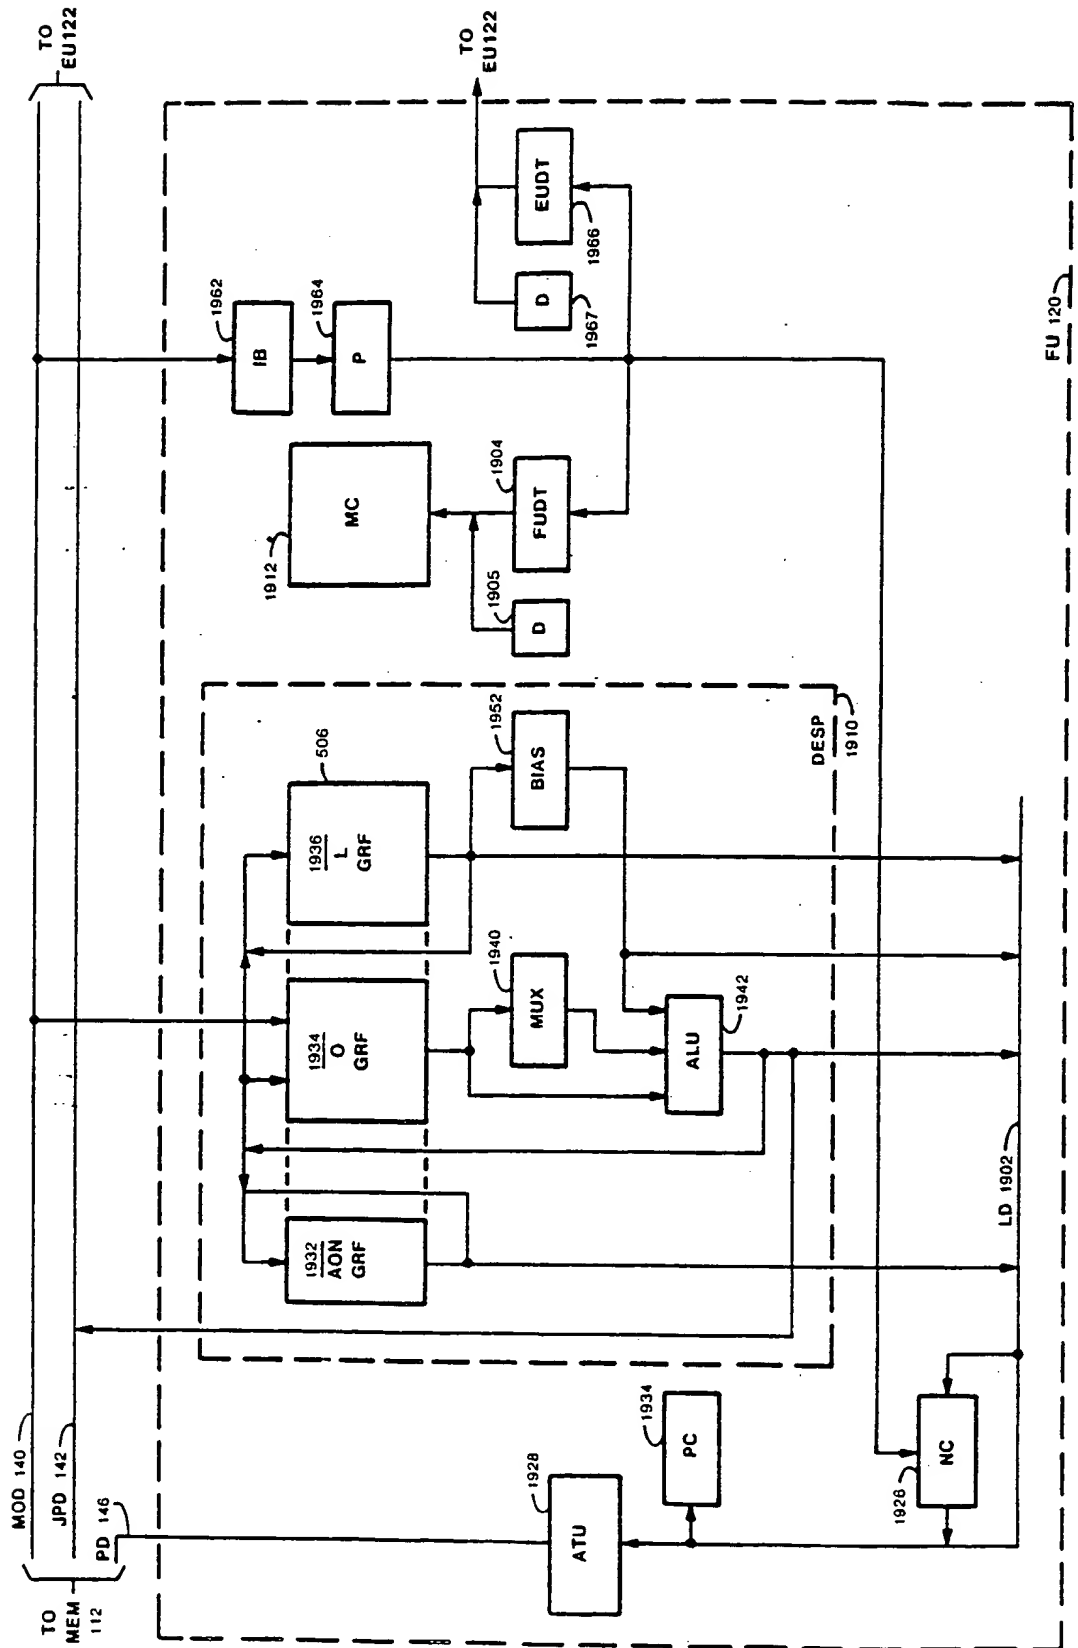 TO
MEM
112
MOD 140
JPD 142
PD 146
TO
EU122
TO
EU122
1928
ATU
1934
PC
1926
NC
LD 1902
1932
AON
GRF
1934
O
GRF
1936
L
GRF
506
1940
MUX
1942
ALU
1952
BIAS
DESP
1910
1912
MC
1905
D
1904
FUDT
1962
IB
1964
P
D
1967
EUDT
1966
FU 120